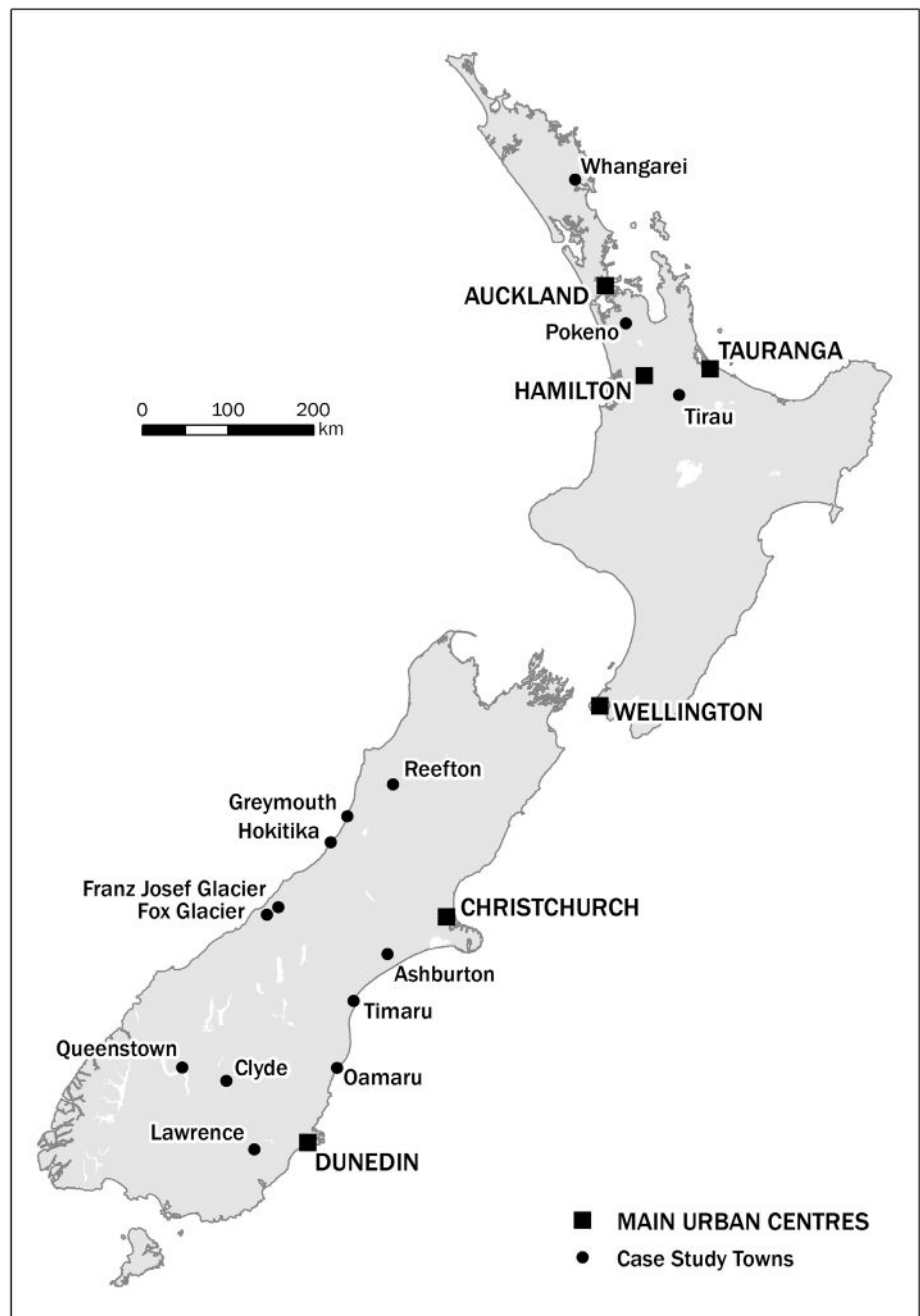 Whangarei
AUCKLAND
Pokeno
TAURANGA
HAMILTON
Tirau
0 100 200
km
WELLINGTON
Reefton
Greymouth
Hokitika
Franz Josef Glacier
Fox Glacier
CHRISTCHURCH
Ashburton
Timaru
Queenstown
Clyde
Oamaru
Lawrence
DUNEDIN
MAIN URBAN CENTRES
Case Study Towns